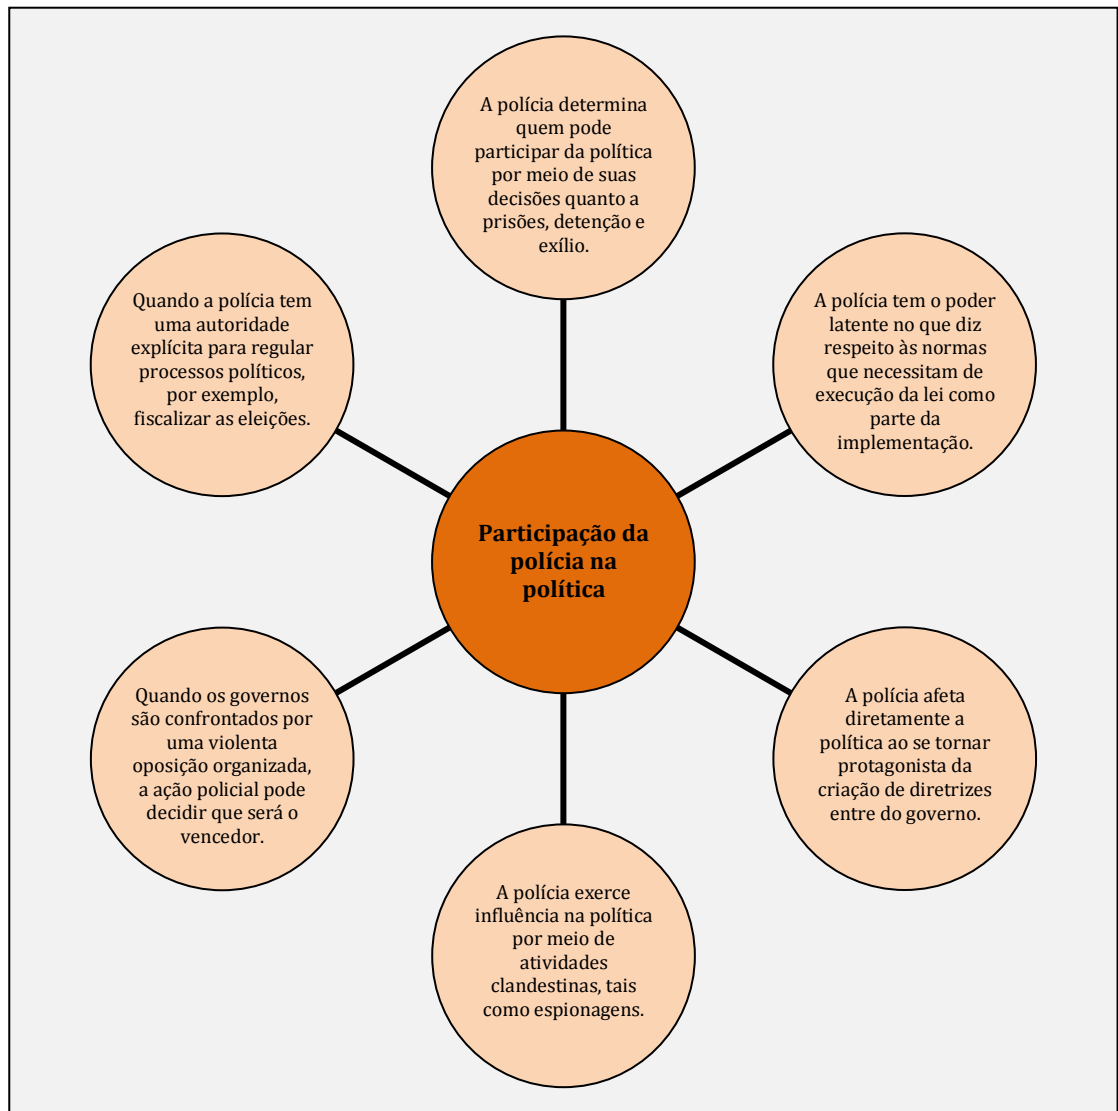 A polícia determina
quem pode
participar da política
por meio de suas
decisões quanto a
prisões, detenção e
exílio.
Quando a polícia tem
uma autoridade
explícita para regular
processos políticos,
por exemplo,
fiscalizar as eleições.
A polícia tem o poder
latente no que diz
respeito às normas
que necessitam de
execução da lei como
parte da
implementação.
Participação da
polícia na
política
Quando os governos
são confrontados por
uma violenta
oposição organizada,
a ação policial pode
decidir que será o
vencedor.
A polícia afeta
diretamente a
política ao se tornar
protagonista da
criação de diretrizes
entre do governo.
A polícia exerce
influência na política
por meio de
atividades
clandestinas, tais
como espionagens.